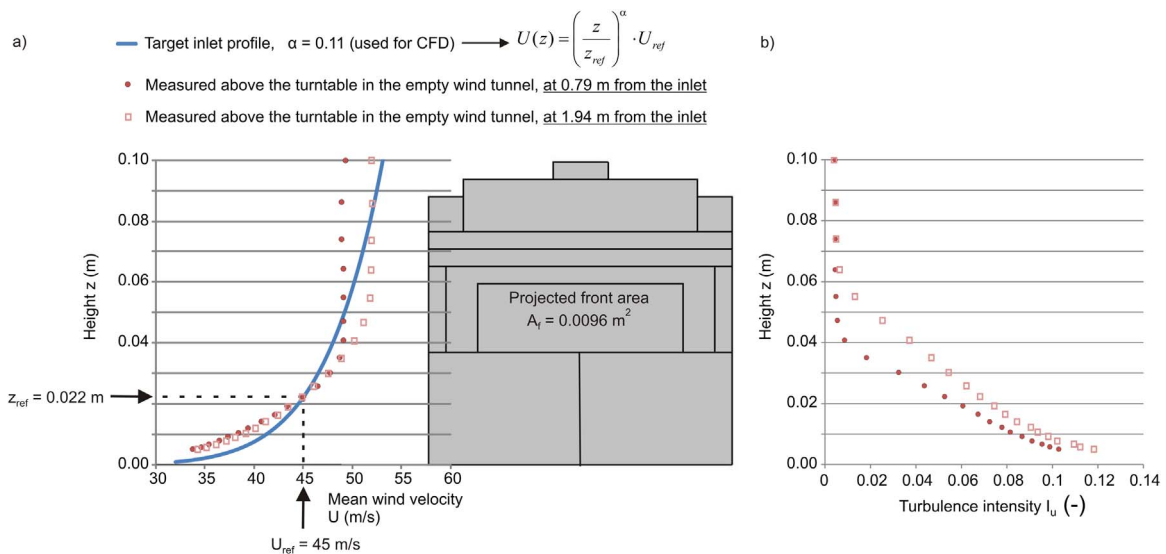 a)
Target inlet profile, α = 0.11 (used for CFD)
U(z) = (z / z_ref)^α · U_ref
b)
Measured above the turntable in the empty wind tunnel, at 0.79 m from the inlet
Measured above the turntable in the empty wind tunnel, at 1.94 m from the inlet
Height z (m)
0.10
0.08
0.06
0.04
0.02
0.00
z_ref = 0.022 m
30 35 40 45 50 55 60
Mean wind velocity
U (m/s)
U_ref = 45 m/s
Projected front area
A_f = 0.0096 m²
Height z (m)
0.10
0.08
0.06
0.04
0.02
0.00
0 0.02 0.04 0.06 0.08 0.1 0.12 0.14
Turbulence intensity I_u (-)